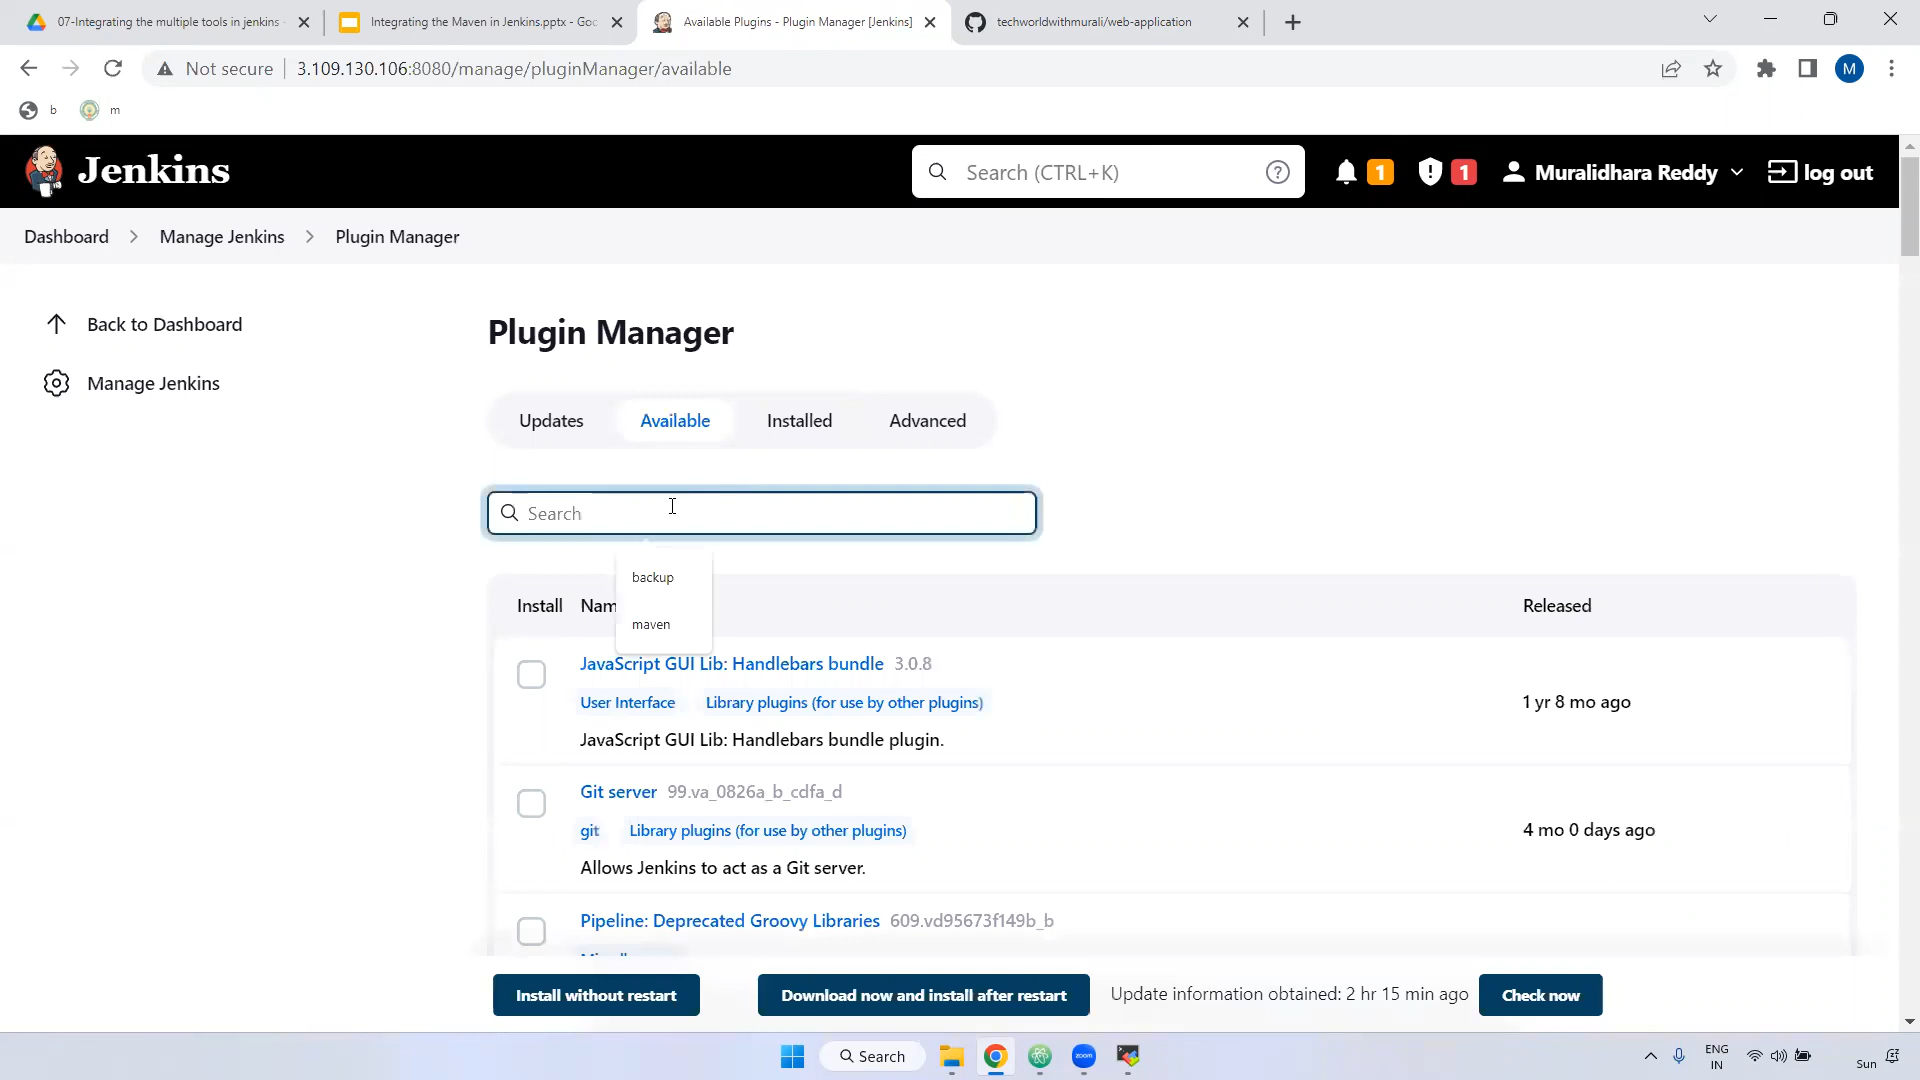 07-Integrating the multiple tools in jenkins -
Integrating the Maven in Jenkins.pptx - Goo
Available Plugins - Plugin Manager [Jenkins]
techworldwithmurali/web-application
Not secure
3.109.130.106:8080/manage/pluginManager/available
M
b
m
Jenkins
Search (CTRL+K)
?
1
1
Muralidhara Reddy
log out
Dashboard
Manage Jenkins
Plugin Manager
Back to Dashboard
Manage Jenkins
Plugin Manager
Updates
Available
Installed
Advanced
Search
backup
maven
Install
Nam
Released
JavaScript GUI Lib: Handlebars bundle 3.0.8
User Interface
Library plugins (for use by other plugins)
1 yr 8 mo ago
JavaScript GUI Lib: Handlebars bundle plugin.
Git server 99.va_0826a_b_cdfa_d
git
Library plugins (for use by other plugins)
4 mo 0 days ago
Allows Jenkins to act as a Git server.
Pipeline: Deprecated Groovy Libraries 609.vd95673f149b_b
Install without restart
Download now and install after restart
Update information obtained: 2 hr 15 min ago
Check now
Search
zoom
ENG
IN
Sun